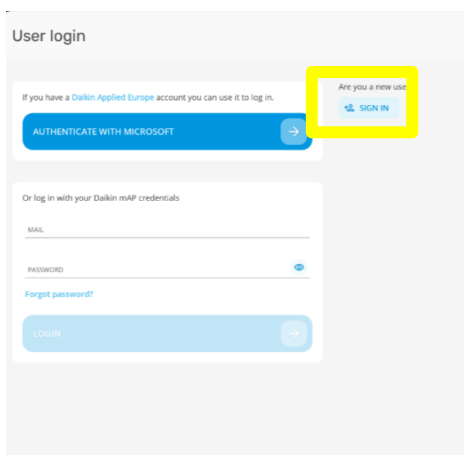 User login
If you have a Daikin Applied Europe account you can use it to log in.
AUTHENTICATE WITH MICROSOFT
Are you a new use
SIGN IN
Or log in with your Daikin mAP credentials
MAIL
PASSWORD
Forgot password?
LOGIN